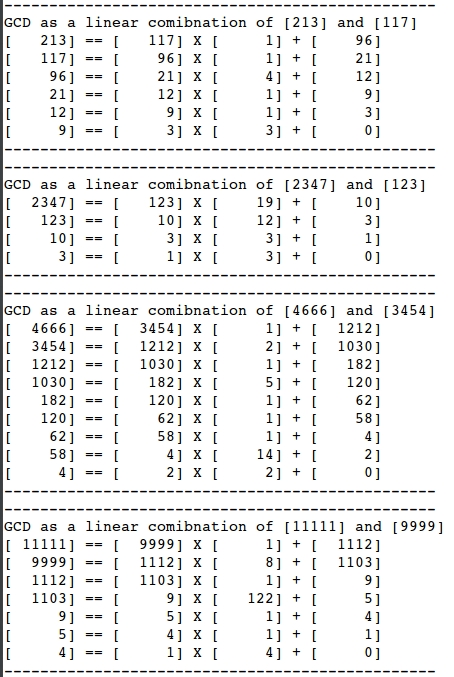 -------------------------------------------------
GCD as a linear comibnation of [213] and [117]
[   213] == [   117] X [     1] + [    96]
[   117] == [    96] X [     1] + [    21]
[    96] == [    21] X [     4] + [    12]
[    21] == [    12] X [     1] + [     9]
[    12] == [     9] X [     1] + [     3]
[     9] == [     3] X [     3] + [     0]
-------------------------------------------------
-------------------------------------------------
GCD as a linear comibnation of [2347] and [123]
[  2347] == [   123] X [    19] + [    10]
[   123] == [    10] X [    12] + [     3]
[    10] == [     3] X [     3] + [     1]
[     3] == [     1] X [     3] + [     0]
-------------------------------------------------
-------------------------------------------------
GCD as a linear comibnation of [4666] and [3454]
[  4666] == [  3454] X [     1] + [  1212]
[  3454] == [  1212] X [     2] + [  1030]
[  1212] == [  1030] X [     1] + [   182]
[  1030] == [   182] X [     5] + [   120]
[   182] == [   120] X [     1] + [    62]
[   120] == [    62] X [     1] + [    58]
[    62] == [    58] X [     1] + [     4]
[    58] == [     4] X [    14] + [     2]
[     4] == [     2] X [     2] + [     0]
-------------------------------------------------
-------------------------------------------------
GCD as a linear comibnation of [11111] and [9999]
[ 11111] == [  9999] X [     1] + [  1112]
[  9999] == [  1112] X [     8] + [  1103]
[  1112] == [  1103] X [     1] + [     9]
[  1103] == [     9] X [   122] + [     5]
[     9] == [     5] X [     1] + [     4]
[     5] == [     4] X [     1] + [     1]
[     4] == [     1] X [     4] + [     0]
-------------------------------------------------